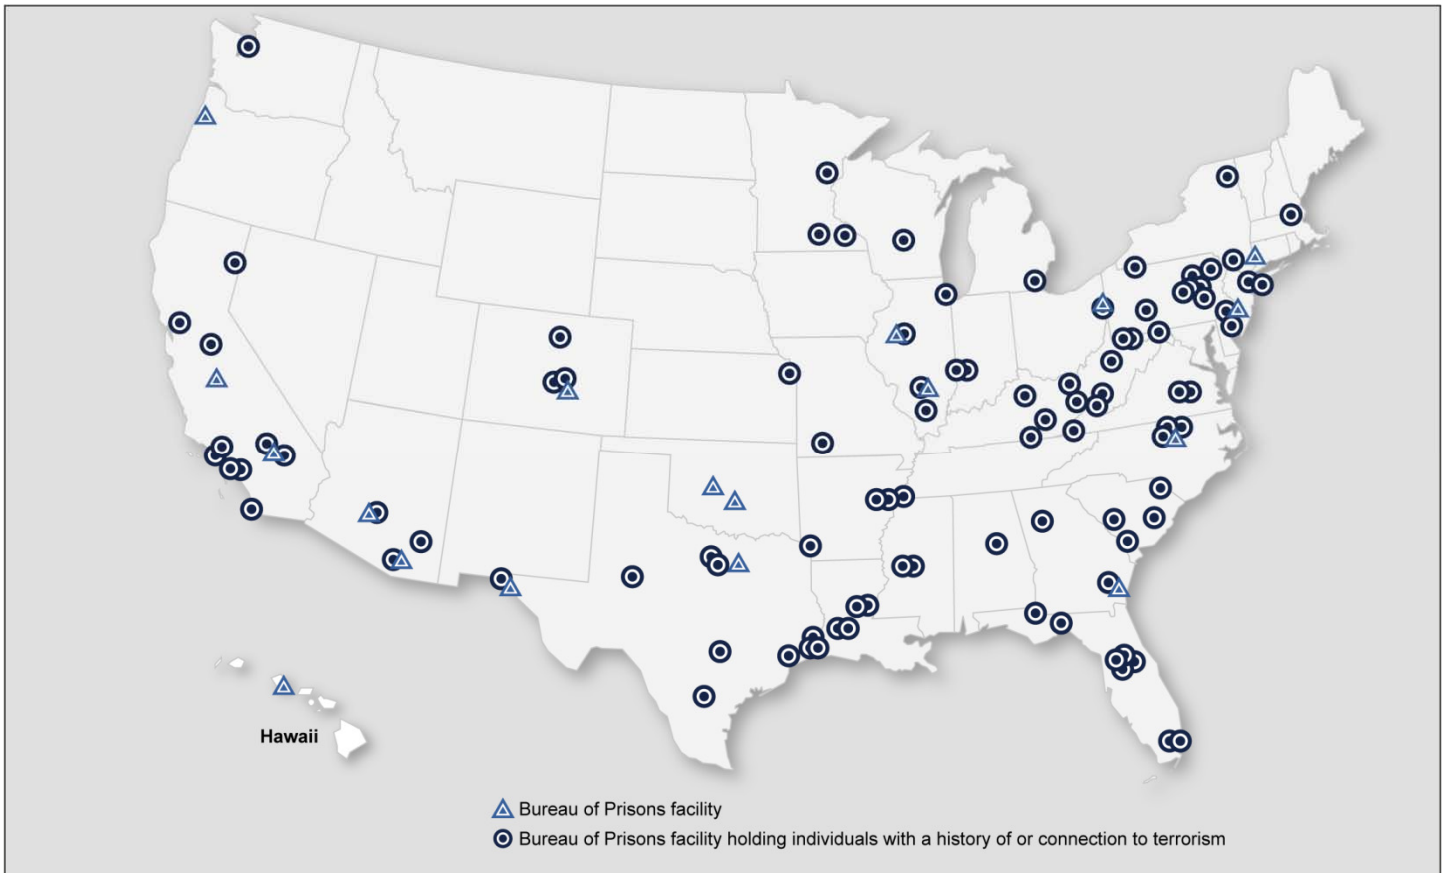 Hawaii
Bureau of Prisons facility
Bureau of Prisons facility holding individuals with a history of or connection to terrorism